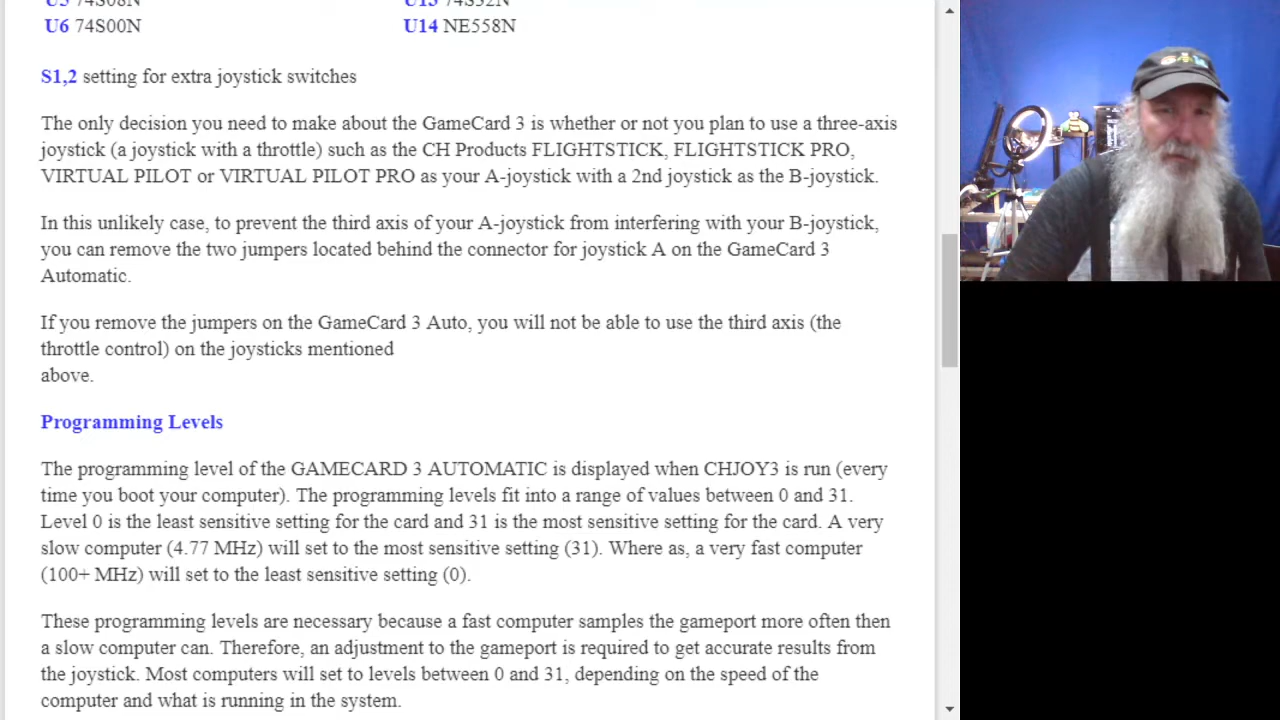 U5 74S08N
U13 74S32N
U6 74S00N
U14 NE558N
S1,2 setting for extra joystick switches
The only decision you need to make about the GameCard 3 is whether or not you plan to use a three-axis
joystick (a joystick with a throttle) such as the CH Products FLIGHTSTICK, FLIGHTSTICK PRO,
VIRTUAL PILOT or VIRTUAL PILOT PRO as your A-joystick with a 2nd joystick as the B-joystick.
In this unlikely case, to prevent the third axis of your A-joystick from interfering with your B-joystick,
you can remove the two jumpers located behind the connector for joystick A on the GameCard 3
Automatic.
If you remove the jumpers on the GameCard 3 Auto, you will not be able to use the third axis (the
throttle control) on the joysticks mentioned
above.
Programming Levels
The programming level of the GAMECARD 3 AUTOMATIC is displayed when CHJOY3 is run (every
time you boot your computer). The programming levels fit into a range of values between 0 and 31.
Level 0 is the least sensitive setting for the card and 31 is the most sensitive setting for the card. A very
slow computer (4.77 MHz) will set to the most sensitive setting (31). Where as, a very fast computer
(100+ MHz) will set to the least sensitive setting (0).
These programming levels are necessary because a fast computer samples the gameport more often then
a slow computer can. Therefore, an adjustment to the gameport is required to get accurate results from
the joystick. Most computers will set to levels between 0 and 31, depending on the speed of the
computer and what is running in the system.